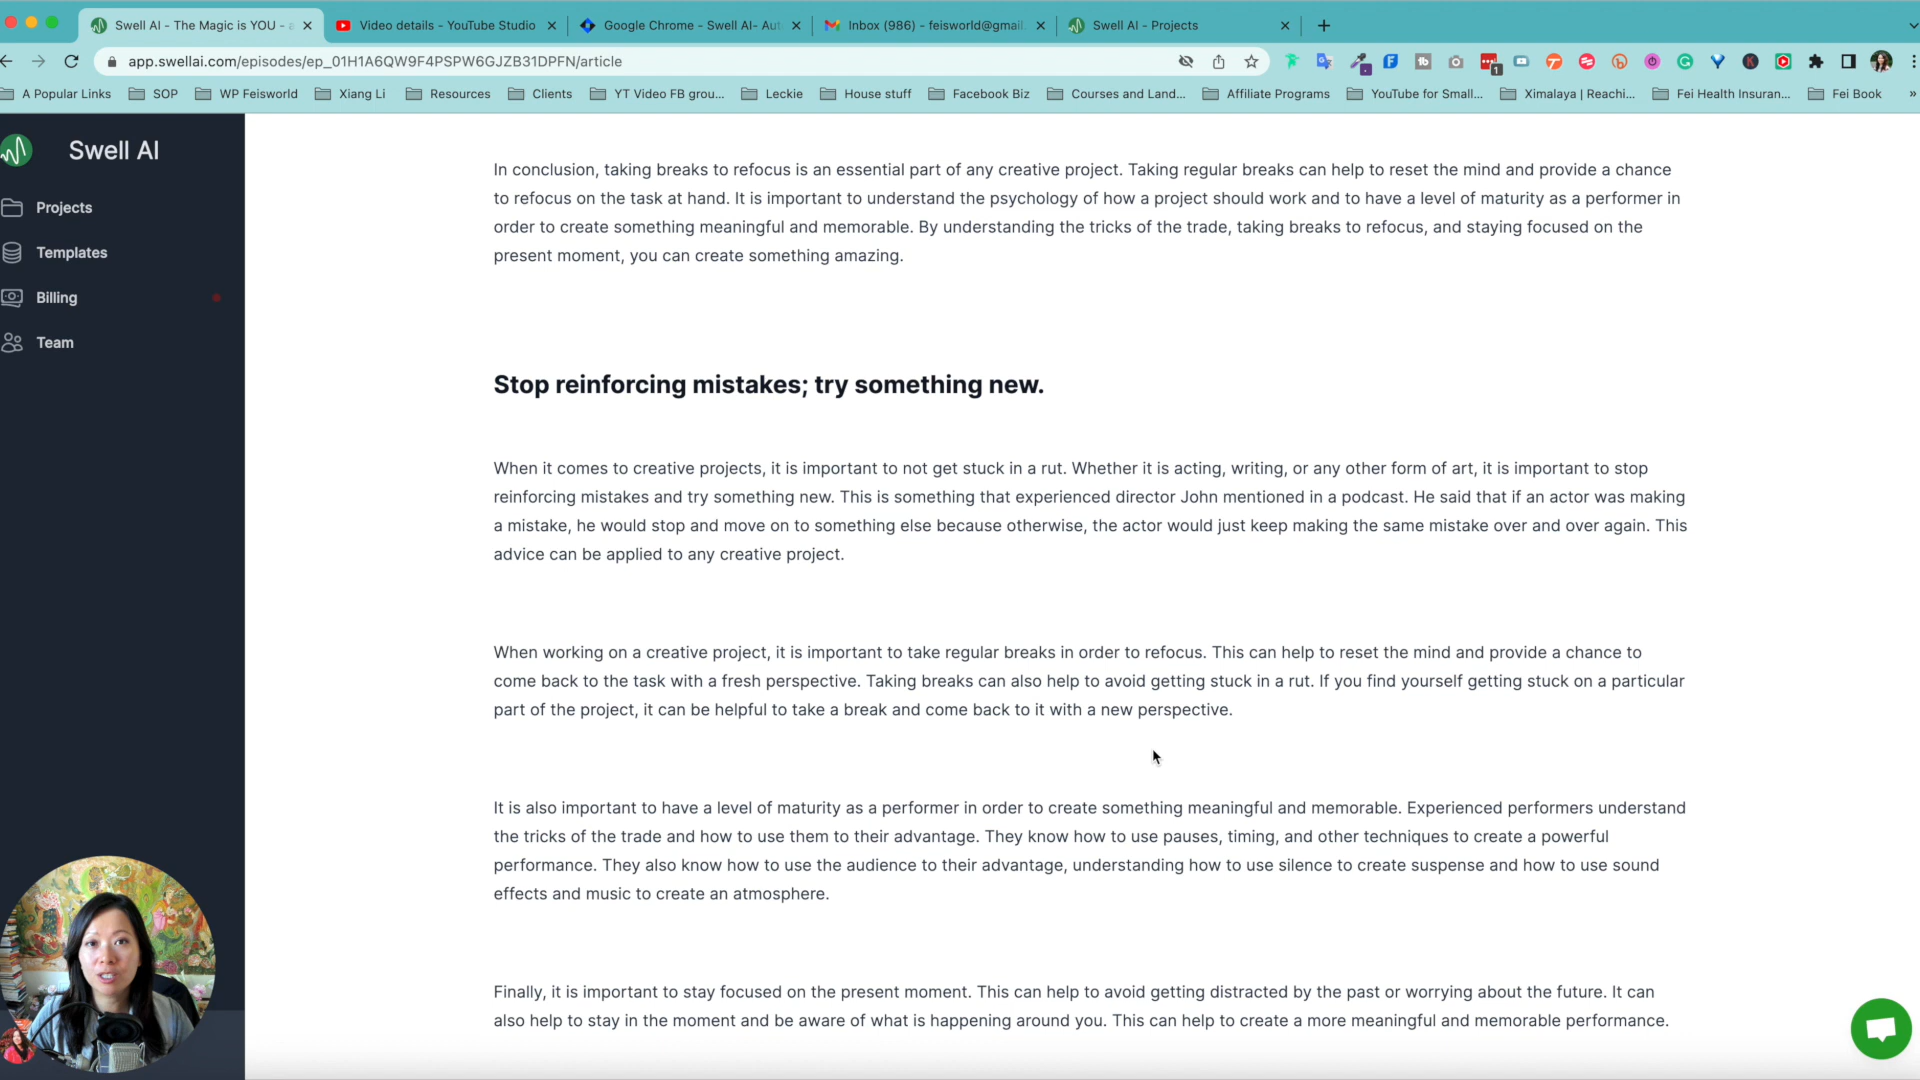 Swell AI - The Magic is YOU - a
Video details - YouTube Studio
Google Chrome - Swell AI- Aut
Inbox (986) - feisworld@gmail.
Swell AI - Projects
app.swellai.com/episodes/ep_01H1A6QW9F4PSPW6GJZB31DPFN/article
1
A Popular Links
SOP
WP Feisworld
Xiang Li
Resources
Clients
YT Video FB grou...
Leckie
House stuff
Facebook Biz
Courses and Land...
Affiliate Programs
YouTube for Small...
Ximalaya | Reachi...
Fei Health Insuran...
Fei Book
»
Swell AI
Projects
Templates
Billing
Team
In conclusion, taking breaks to refocus is an essential part of any creative project. Taking regular breaks can help to reset the mind and provide a chance
to refocus on the task at hand. It is important to understand the psychology of how a project should work and to have a level of maturity as a performer in
order to create something meaningful and memorable. By understanding the tricks of the trade, taking breaks to refocus, and staying focused on the
present moment, you can create something amazing.
Stop reinforcing mistakes; try something new.
When it comes to creative projects, it is important to not get stuck in a rut. Whether it is acting, writing, or any other form of art, it is important to stop
reinforcing mistakes and try something new. This is something that experienced director John mentioned in a podcast. He said that if an actor was making
a mistake, he would stop and move on to something else because otherwise, the actor would just keep making the same mistake over and over again. This
advice can be applied to any creative project.
When working on a creative project, it is important to take regular breaks in order to refocus. This can help to reset the mind and provide a chance to
come back to the task with a fresh perspective. Taking breaks can also help to avoid getting stuck in a rut. If you find yourself getting stuck on a particular
part of the project, it can be helpful to take a break and come back to it with a new perspective.
It is also important to have a level of maturity as a performer in order to create something meaningful and memorable. Experienced performers understand
the tricks of the trade and how to use them to their advantage. They know how to use pauses, timing, and other techniques to create a powerful
performance. They also know how to use the audience to their advantage, understanding how to use silence to create suspense and how to use sound
effects and music to create an atmosphere.
Finally, it is important to stay focused on the present moment. This can help to avoid getting distracted by the past or worrying about the future. It can
also help to stay in the moment and be aware of what is happening around you. This can help to create a more meaningful and memorable performance.